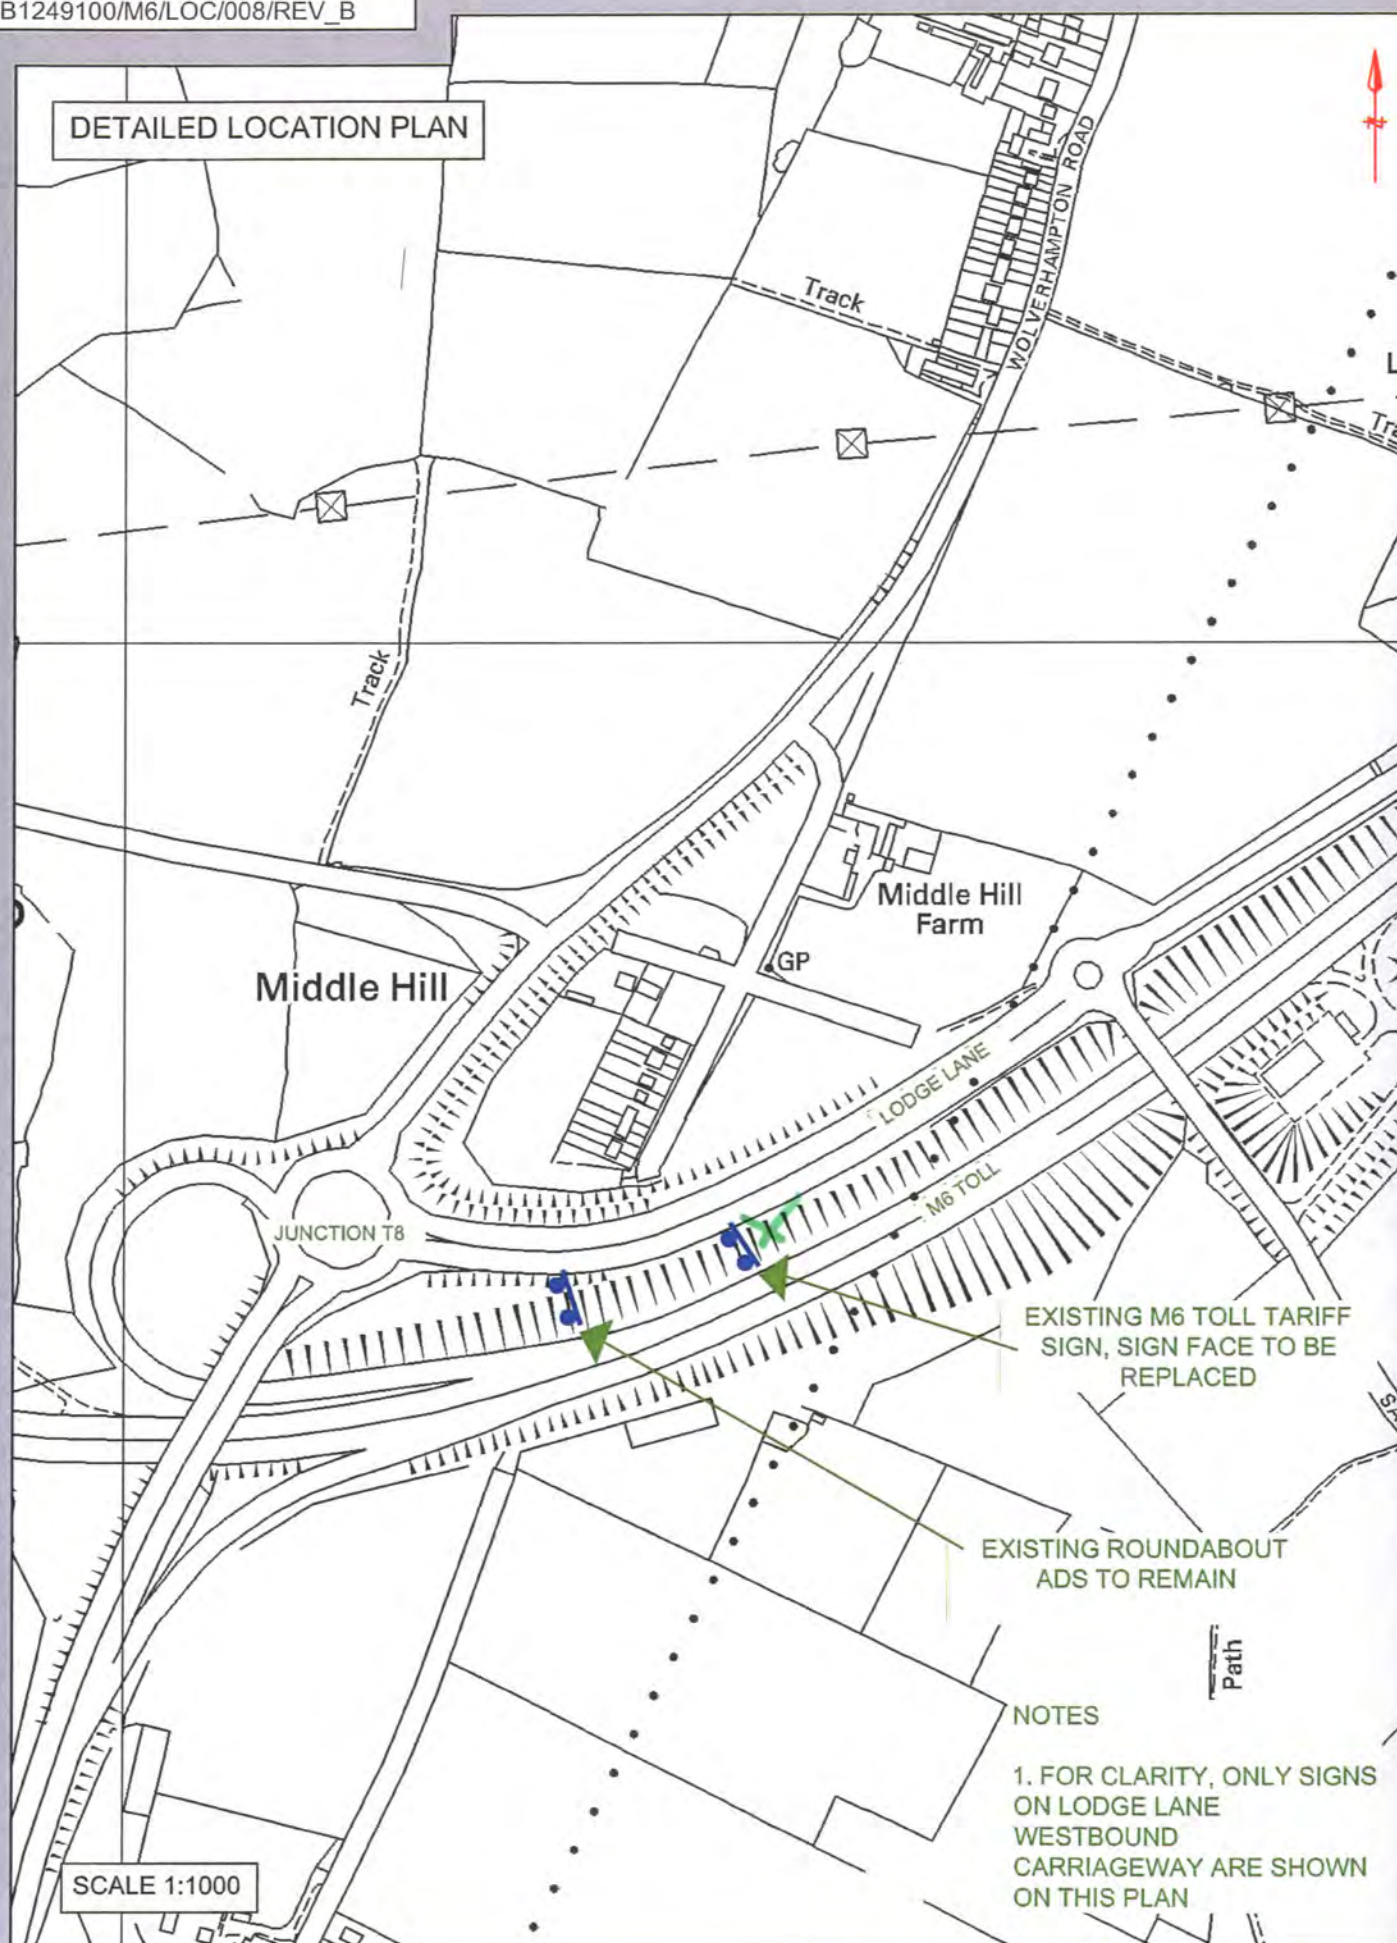 B1249100/M6/LOC/008/REV_B
DETAILED LOCATION PLAN
WOLVERHAMPTON ROAD
Track
Track
Middle Hill
Farm
GP
Middle Hill
LODGE LANE
M6 TOLL
JUNCTION T8
EXISTING M6 TOLL TARIFF
SIGN, SIGN FACE TO BE
REPLACED
EXISTING ROUNDABOUT
ADS TO REMAIN
Path
NOTES
1. FOR CLARITY, ONLY SIGNS
ON LODGE LANE
WESTBOUND
CARRIAGEWAY ARE SHOWN
ON THIS PLAN
SCALE 1:1000